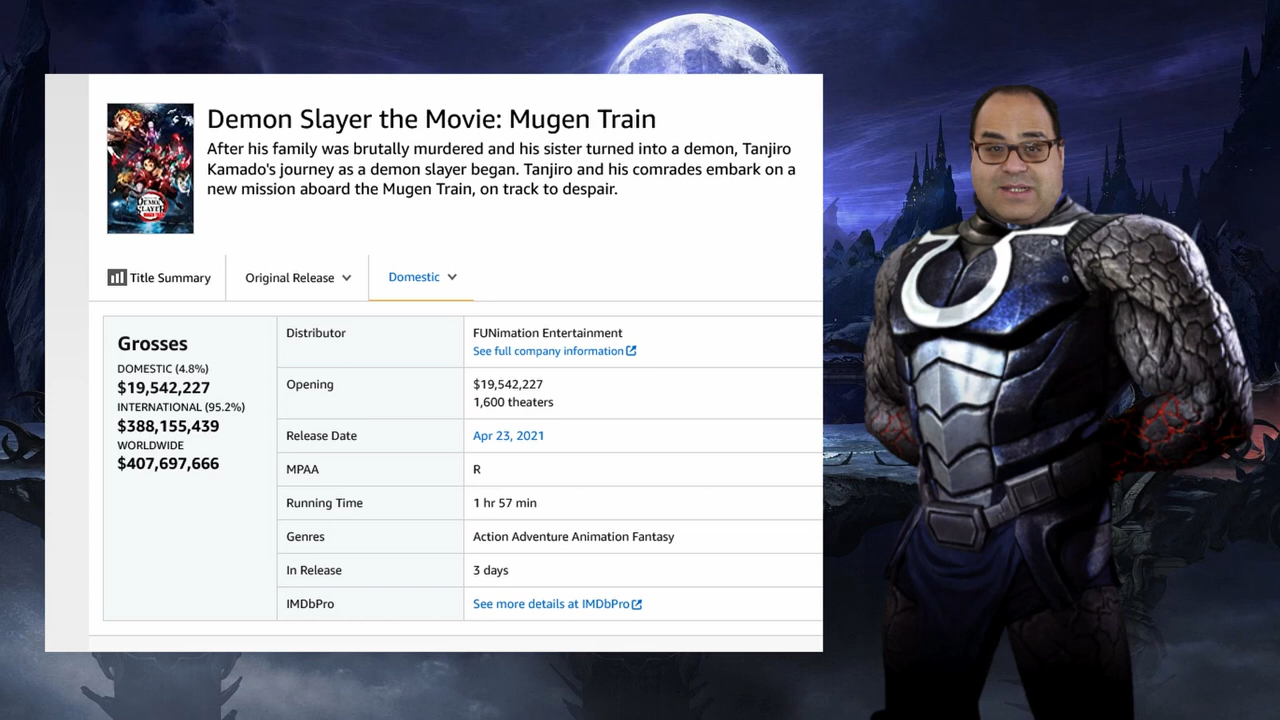 Demon Slayer the Movie: Mugen Train
After his family was brutally murdered and his sister turned into a demon, Tanjiro
Kamado's journey as a demon slayer began. Tanjiro and his comrades embark on a
new mission aboard the Mugen Train, on track to despair.
DEMON
SLAYER
Title Summary
Original Release
Domestic
Grosses
DOMESTIC (4.8%)
$19,542,227
INTERNATIONAL (95.2%)
$388,155,439
WORLDWIDE
$407,697,666
Distributor
FUNimation Entertainment
See full company information
Opening
$19,542,227
1,600 theaters
Release Date
Apr 23, 2021
MPAA
R
Running Time
1 hr 57 min
Genres
Action Adventure Animation Fantasy
In Release
3 days
IMDbPro
See more details at IMDbPro